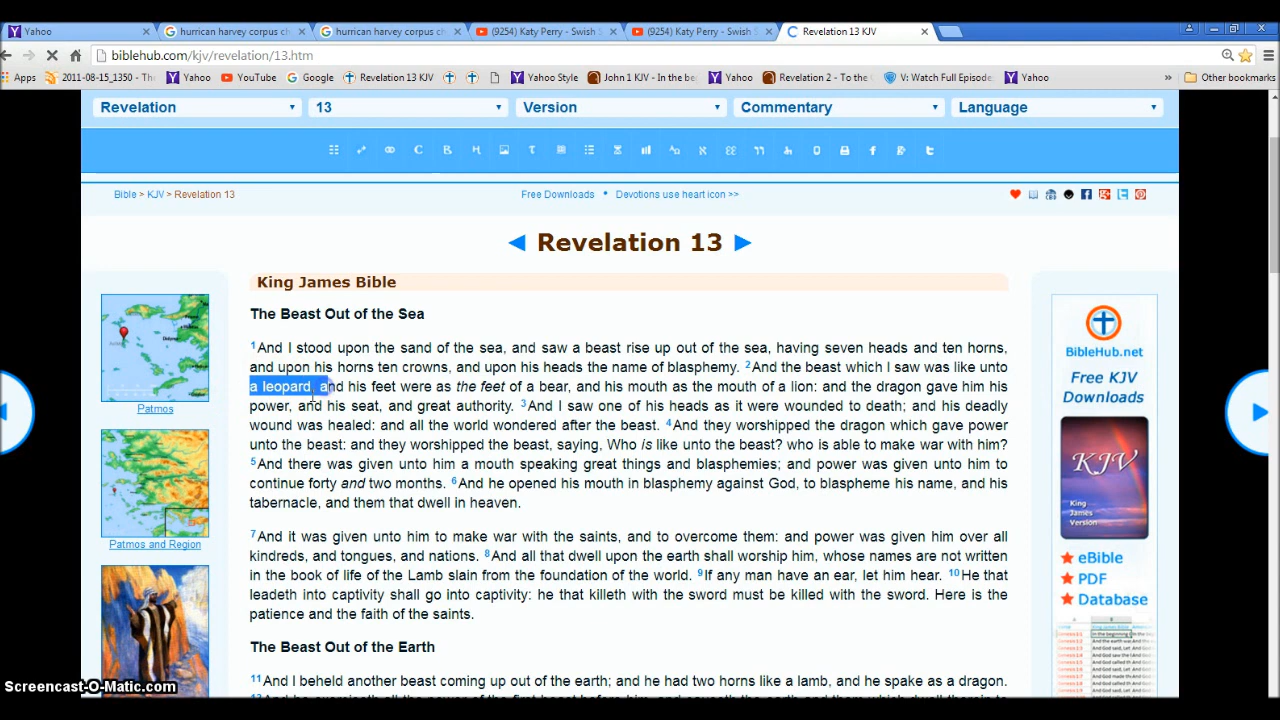 Yahoo
hurrican harvey corpus ch
hurrican harvey corpus ch
(9254) Katy Perry - Swish S
(9254) Katy Perry - Swish S
Revelation 13 KJV
biblehub.com/kjv/revelation/13.htm
Apps
2011-08-15_1350 - Th
Yahoo
YouTube
Google
Revelation 13 KJV
Yahoo Style
John 1 KJV - In the be
Yahoo
Revelation 2 - To the C
V: Watch Full Episode
Yahoo
»
Other bookmarks
Revelation
13
Version
Commentary
Language
Bible > KJV > Revelation 13
Free Downloads • Devotions use heart icon >>
Revelation 13
King James Bible
The Beast Out of the Sea
1And I stood upon the sand of the sea, and saw a beast rise up out of the sea, having seven heads and ten horns,
and upon his horns ten crowns, and upon his heads the name of blasphemy. 2And the beast which I saw was like unto
a leopard, and his feet were as the feet of a bear, and his mouth as the mouth of a lion: and the dragon gave him his
power, and his seat, and great authority. 3And I saw one of his heads as it were wounded to death; and his deadly
wound was healed: and all the world wondered after the beast. 4And they worshipped the dragon which gave power
unto the beast: and they worshipped the beast, saying, Who is like unto the beast? who is able to make war with him?
5And there was given unto him a mouth speaking great things and blasphemies; and power was given unto him to
continue forty and two months. 6And he opened his mouth in blasphemy against God, to blaspheme his name, and his
tabernacle, and them that dwell in heaven.
7And it was given unto him to make war with the saints, and to overcome them: and power was given him over all
kindreds, and tongues, and nations. 8And all that dwell upon the earth shall worship him, whose names are not written
in the book of life of the Lamb slain from the foundation of the world. 9If any man have an ear, let him hear. 10He that
leadeth into captivity shall go into captivity: he that killeth with the sword must be killed with the sword. Here is the
patience and the faith of the saints.
The Beast Out of the Earth
11And I beheld another beast coming up out of the earth; and he had two horns like a lamb, and he spake as a dragon.
Patmos
Patmos and Region
BibleHub.net
Free KJV
Downloads
KJV
King
James
Version
eBible
PDF
Database
Screencast-O-Matic.com